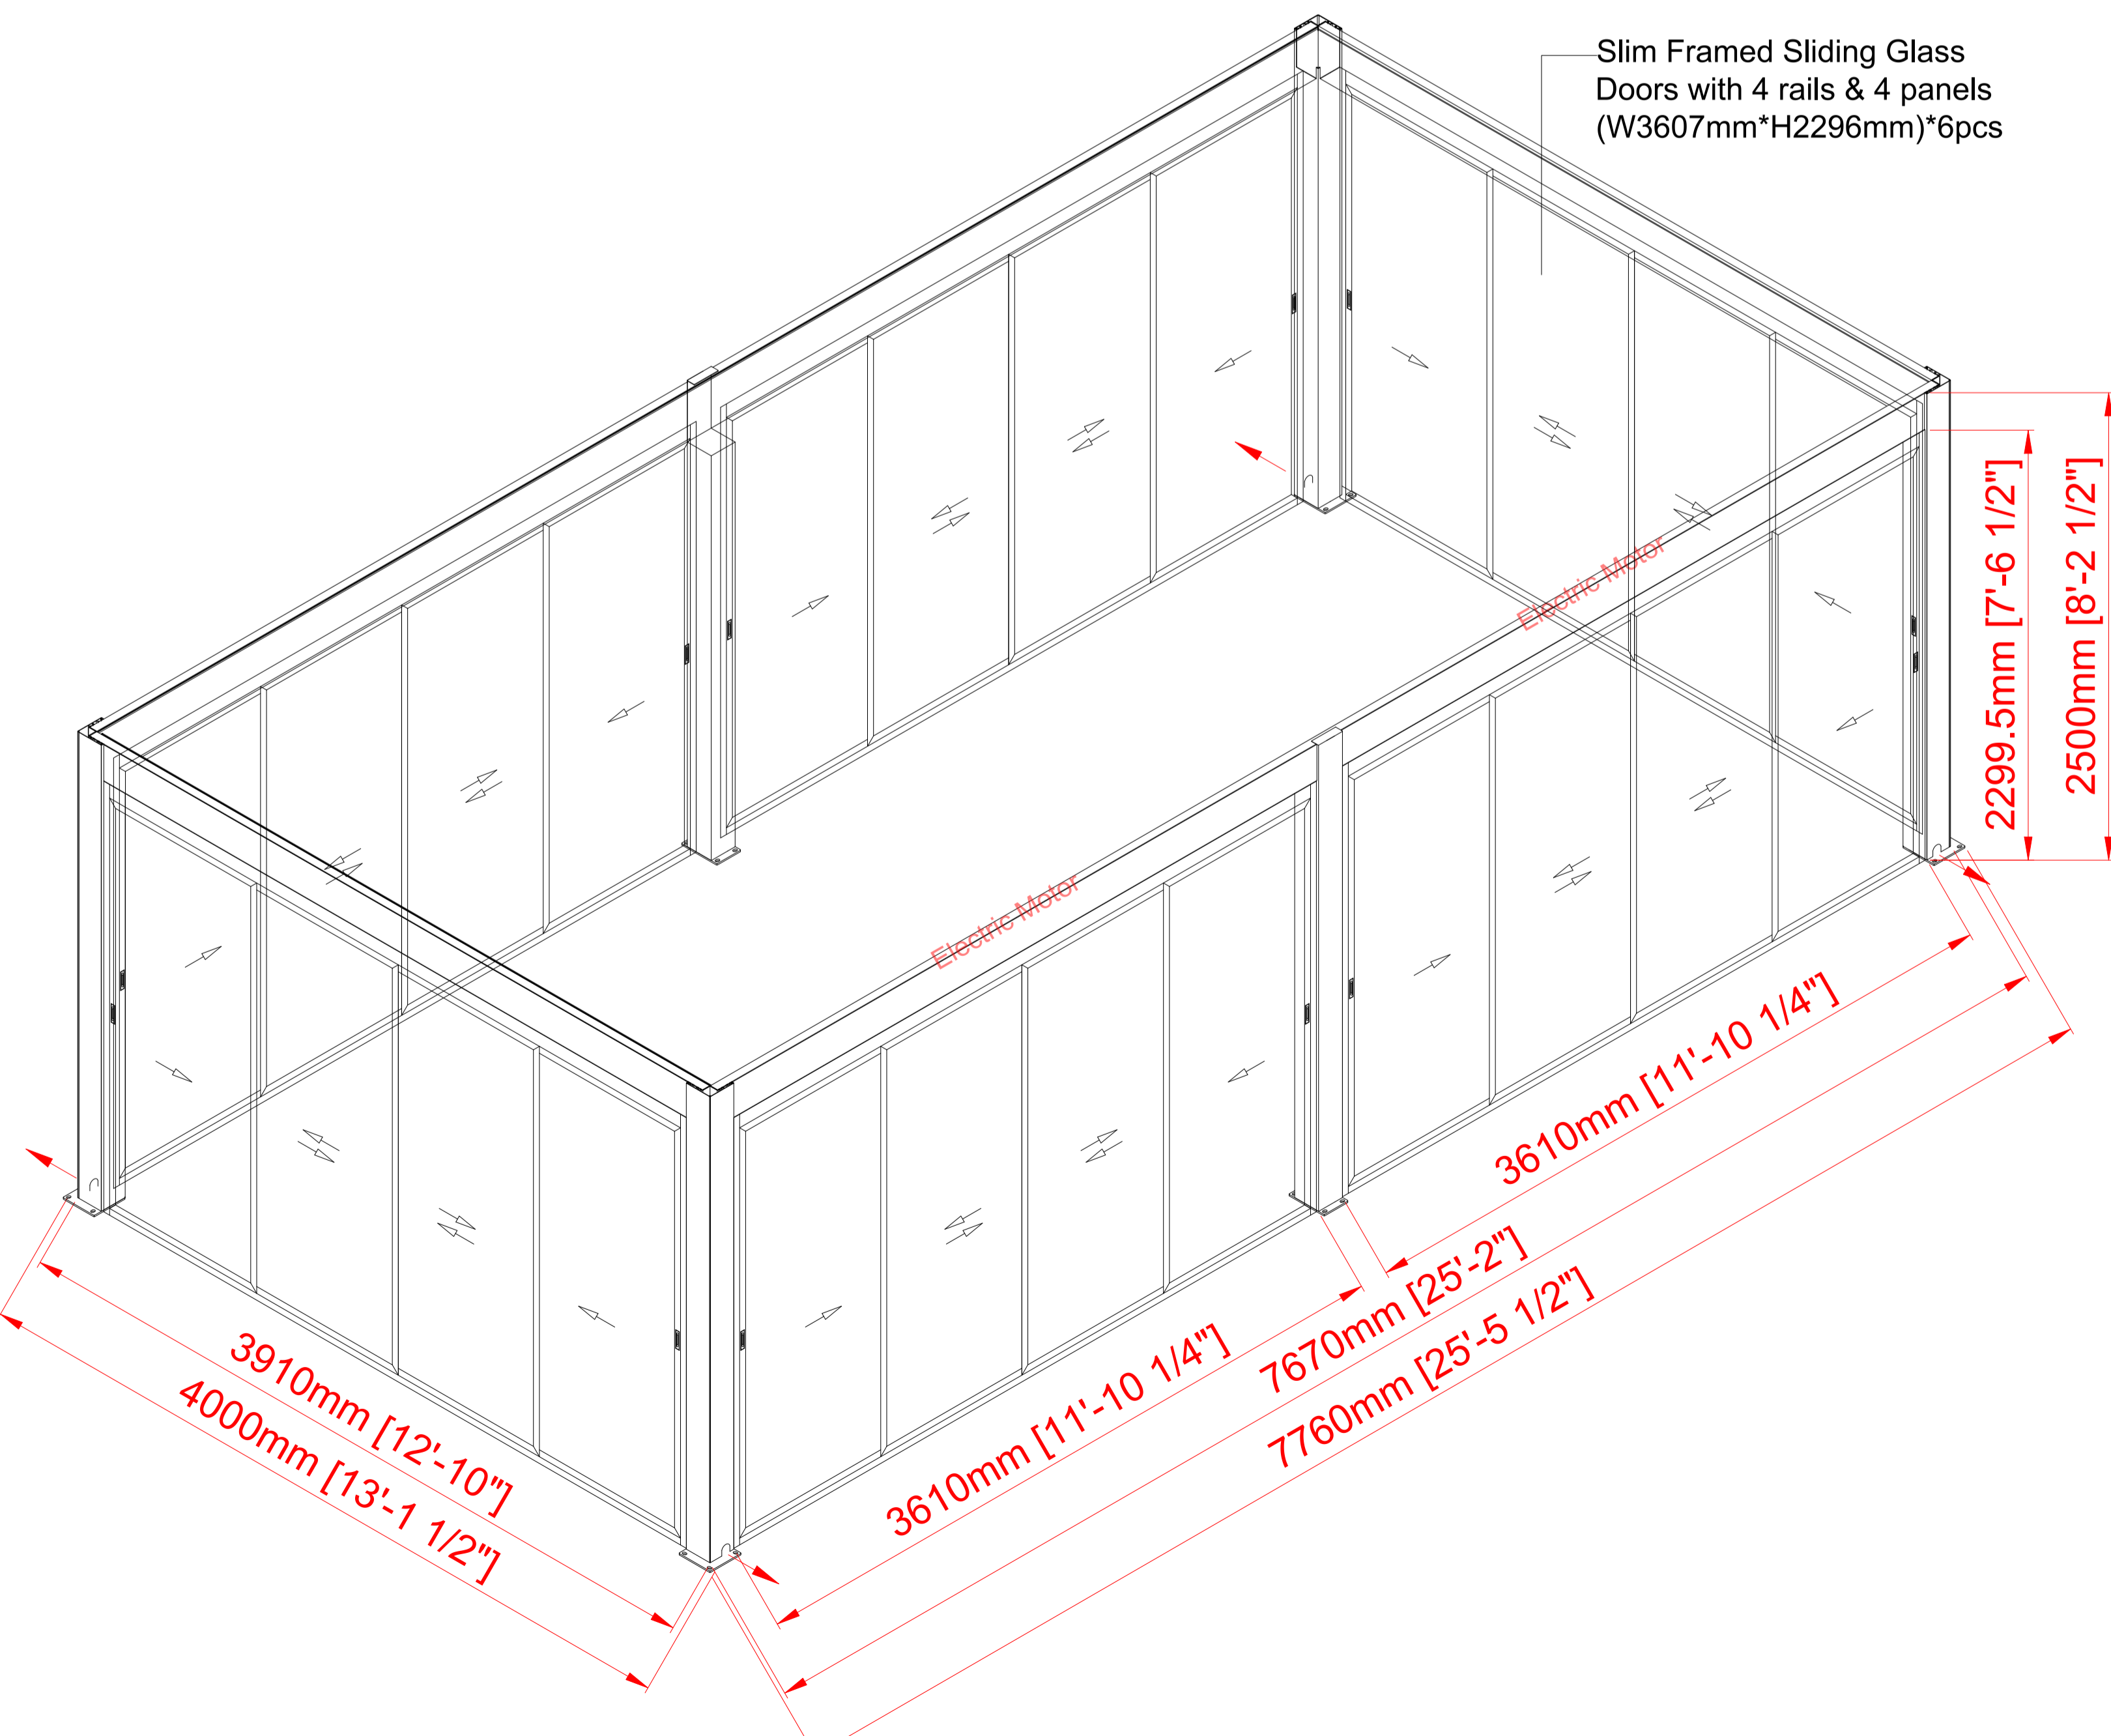 Slim Framed Sliding Glass
Doors with 4 rails & 4 panels
(W3607mm*H2296mm)*6pcs
Electric Motor
Electric Motor
2299.5mm [7'-6 1/2"]
2500mm [8'-2 1/2"]
3610mm [11'-10 1/4"]
7670mm [25'-2"]
7760mm [25'-5 1/2"]
3610mm [11'-10 1/4"]
3910mm [12'-10"]
4000mm [13'-1 1/2"]